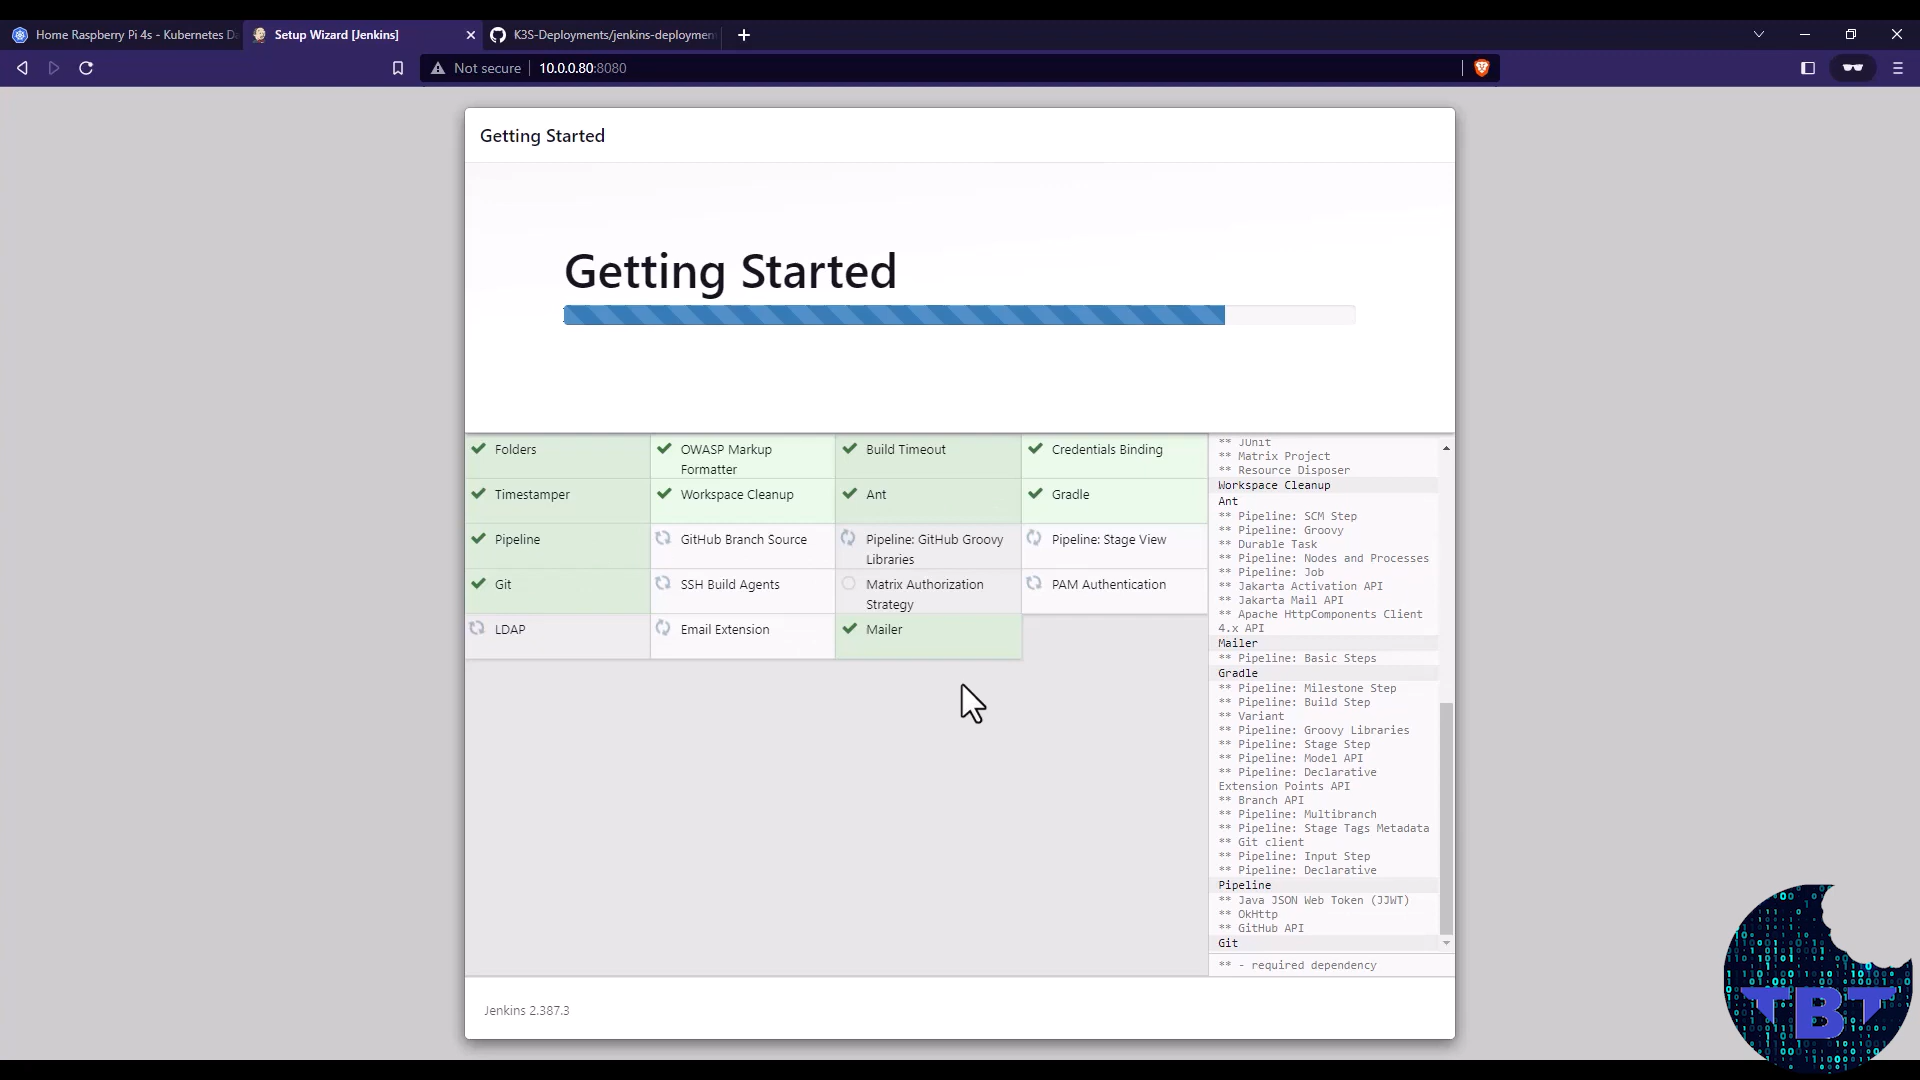 Home Raspberry Pi 4s - Kubernetes D
Setup Wizard [Jenkins]
K3S-Deployments/jenkins-deploymen
Not secure
10.0.0.80:8080
Getting Started
Getting Started
Folders
OWASP Markup
Formatter
Build Timeout
Credentials Binding
Timestamper
Workspace Cleanup
Ant
Gradle
Pipeline
GitHub Branch Source
Pipeline: GitHub Groovy
Libraries
Pipeline: Stage View
Git
SSH Build Agents
Matrix Authorization
Strategy
PAM Authentication
LDAP
Email Extension
Mailer
** JUnit
** Matrix Project
** Resource Disposer
Workspace Cleanup
Ant
** Pipeline: SCM Step
** Pipeline: Groovy
** Durable Task
** Pipeline: Nodes and Processes
** Pipeline: Job
** Jakarta Activation API
** Jakarta Mail API
** Apache HttpComponents Client
4.x API
Mailer
** Pipeline: Basic Steps
Gradle
** Pipeline: Milestone Step
** Pipeline: Build Step
** Variant
** Pipeline: Groovy Libraries
** Pipeline: Stage Step
** Pipeline: Model API
** Pipeline: Declarative
Extension Points API
** Branch API
** Pipeline: Multibranch
** Pipeline: Stage Tags Metadata
** Git client
** Pipeline: Input Step
** Pipeline: Declarative
Pipeline
** Java JSON Web Token (JJWT)
** OkHttp
** GitHub API
Git
** - required dependency
Jenkins 2.387.3
TBT